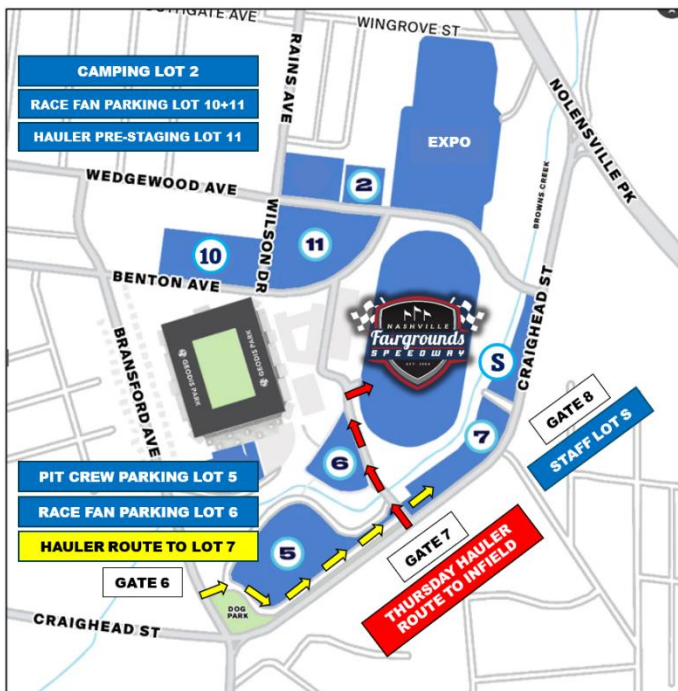 SOUTHGATE AVE
WINGROVE ST
CAMPING LOT 2
RACE FAN PARKING LOT 10+11
HAULER PRE-STAGING LOT 11
RAINS AVE
NOLENSVILLE PK
EXPO
2
WEDGEWOOD AVE
WILSON DR
BROWNS CREEK
11
10
BENTON AVE
CRAIGHEAD ST
NASHVILLE
Fairgrounds
SPEEDWAY
GEODIS PARK
GEODIS PARK
BRANSFORD AVE
S
GATE 8
STAFF LOT S
7
6
PIT CREW PARKING LOT 5
RACE FAN PARKING LOT 6
HAULER ROUTE TO LOT 7
GATE 6
5
GATE 7
THURSDAY HAULER
ROUTE TO INFIELD
DOG
PARK
CRAIGHEAD ST